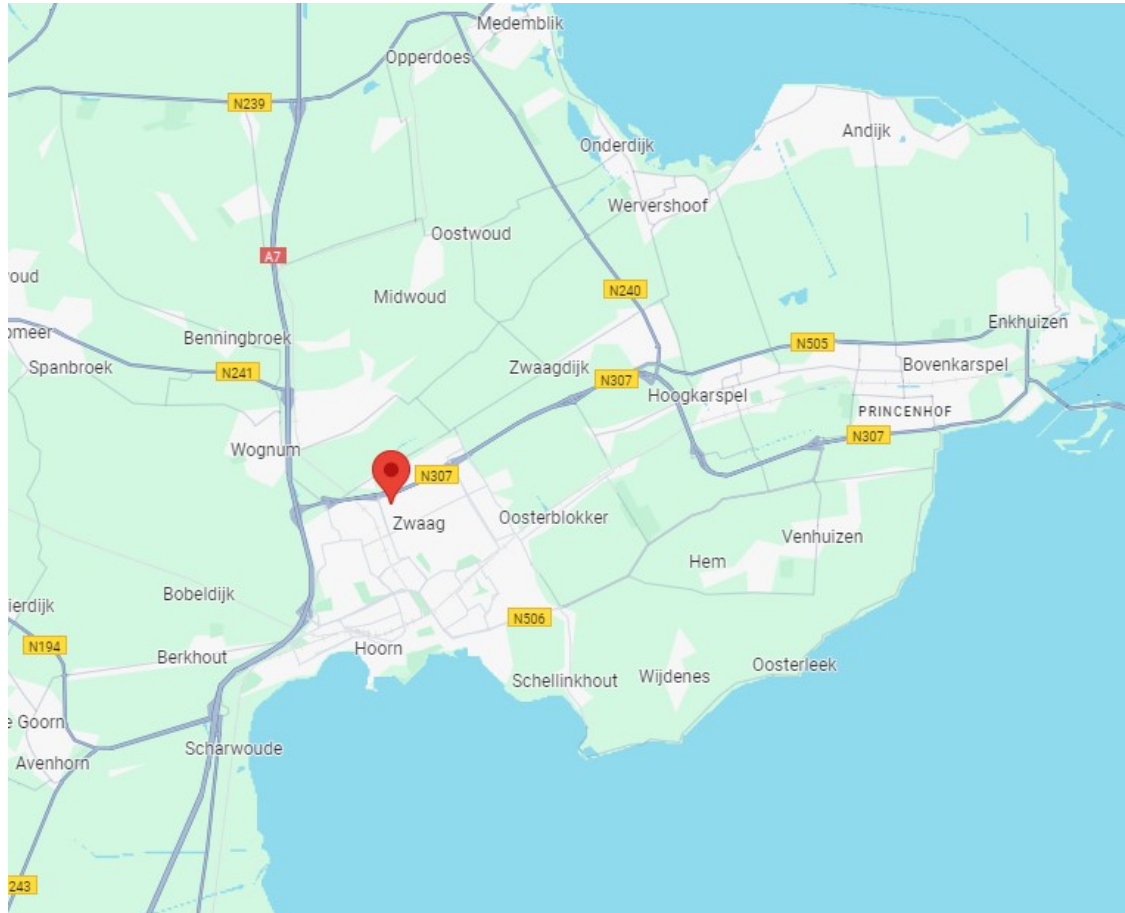 Medemblik
Opperdoes
N239
Andijk
Onderdijk
Wervershoof
Oostwoud
A7
oud
N240
Midwoud
Enkhuizen
omeer
Benningbroek
N505
Spanbroek
N241
Zwaagdijk
N307
Bovenkarspel
Hoogkarspel
PRINCENHOF
N307
Wognum
N307
Zwaag
Oosterblokker
Venhuizen
Hem
Bobeldijk
ierdijk
N506
N194
Berkhout
Hoorn
Oosterleek
Schellinkhout
Wijdenes
e Goorn
Scharwoude
Avenhorn
243